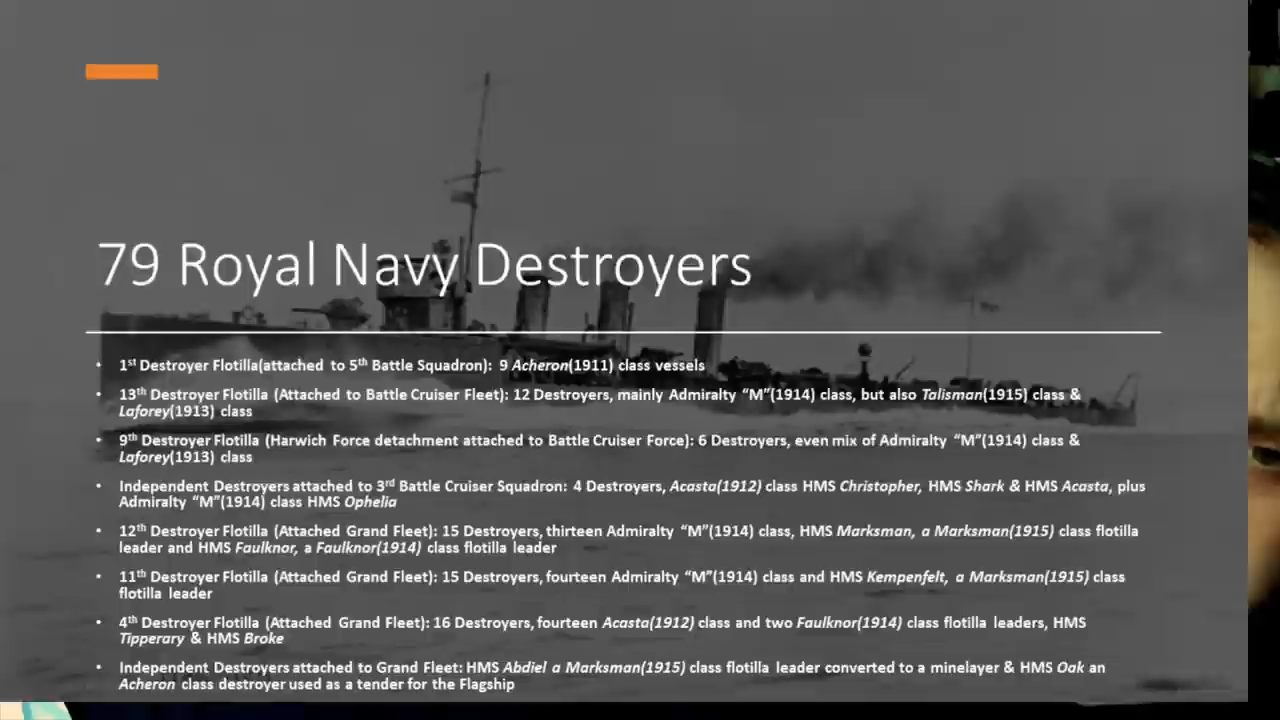 79 Royal Navy Destroyers
• 1st Destroyer Flotilla(attached to 5th Battle Squadron): 9 Acheron(1911) class vessels
• 13th Destroyer Flotilla (Attached to Battle Cruiser Fleet): 12 Destroyers, mainly Admiralty “M”(1914) class, but also Talisman(1915) class &
Laforey(1913) class
• 9th Destroyer Flotilla (Harwich Force detachment attached to Battle Cruiser Force): 6 Destroyers, even mix of Admiralty “M”(1914) class &
Laforey(1913) class
• Independent Destroyers attached to 3rd Battle Cruiser Squadron: 4 Destroyers, Acasta(1912) class HMS Christopher, HMS Shark & HMS Acasta, plus
Admiralty “M”(1914) class HMS Ophelia
• 12th Destroyer Flotilla (Attached Grand Fleet): 15 Destroyers, thirteen Admiralty “M”(1914) class, HMS Marksman, a Marksman(1915) class flotilla
leader and HMS Faulknor, a Faulknor(1914) class flotilla leader
• 11th Destroyer Flotilla (Attached Grand Fleet): 15 Destroyers, fourteen Admiralty “M”(1914) class and HMS Kempenfelt, a Marksman(1915) class
flotilla leader
• 4th Destroyer Flotilla (Attached Grand Fleet): 16 Destroyers, fourteen Acasta(1912) class and two Faulknor(1914) class flotilla leaders, HMS
Tipperary & HMS Broke
• Independent Destroyers attached to Grand Fleet: HMS Abdiel a Marksman(1915) class flotilla leader converted to a minelayer & HMS Oak an
Acheron class destroyer used as a tender for the Flagship